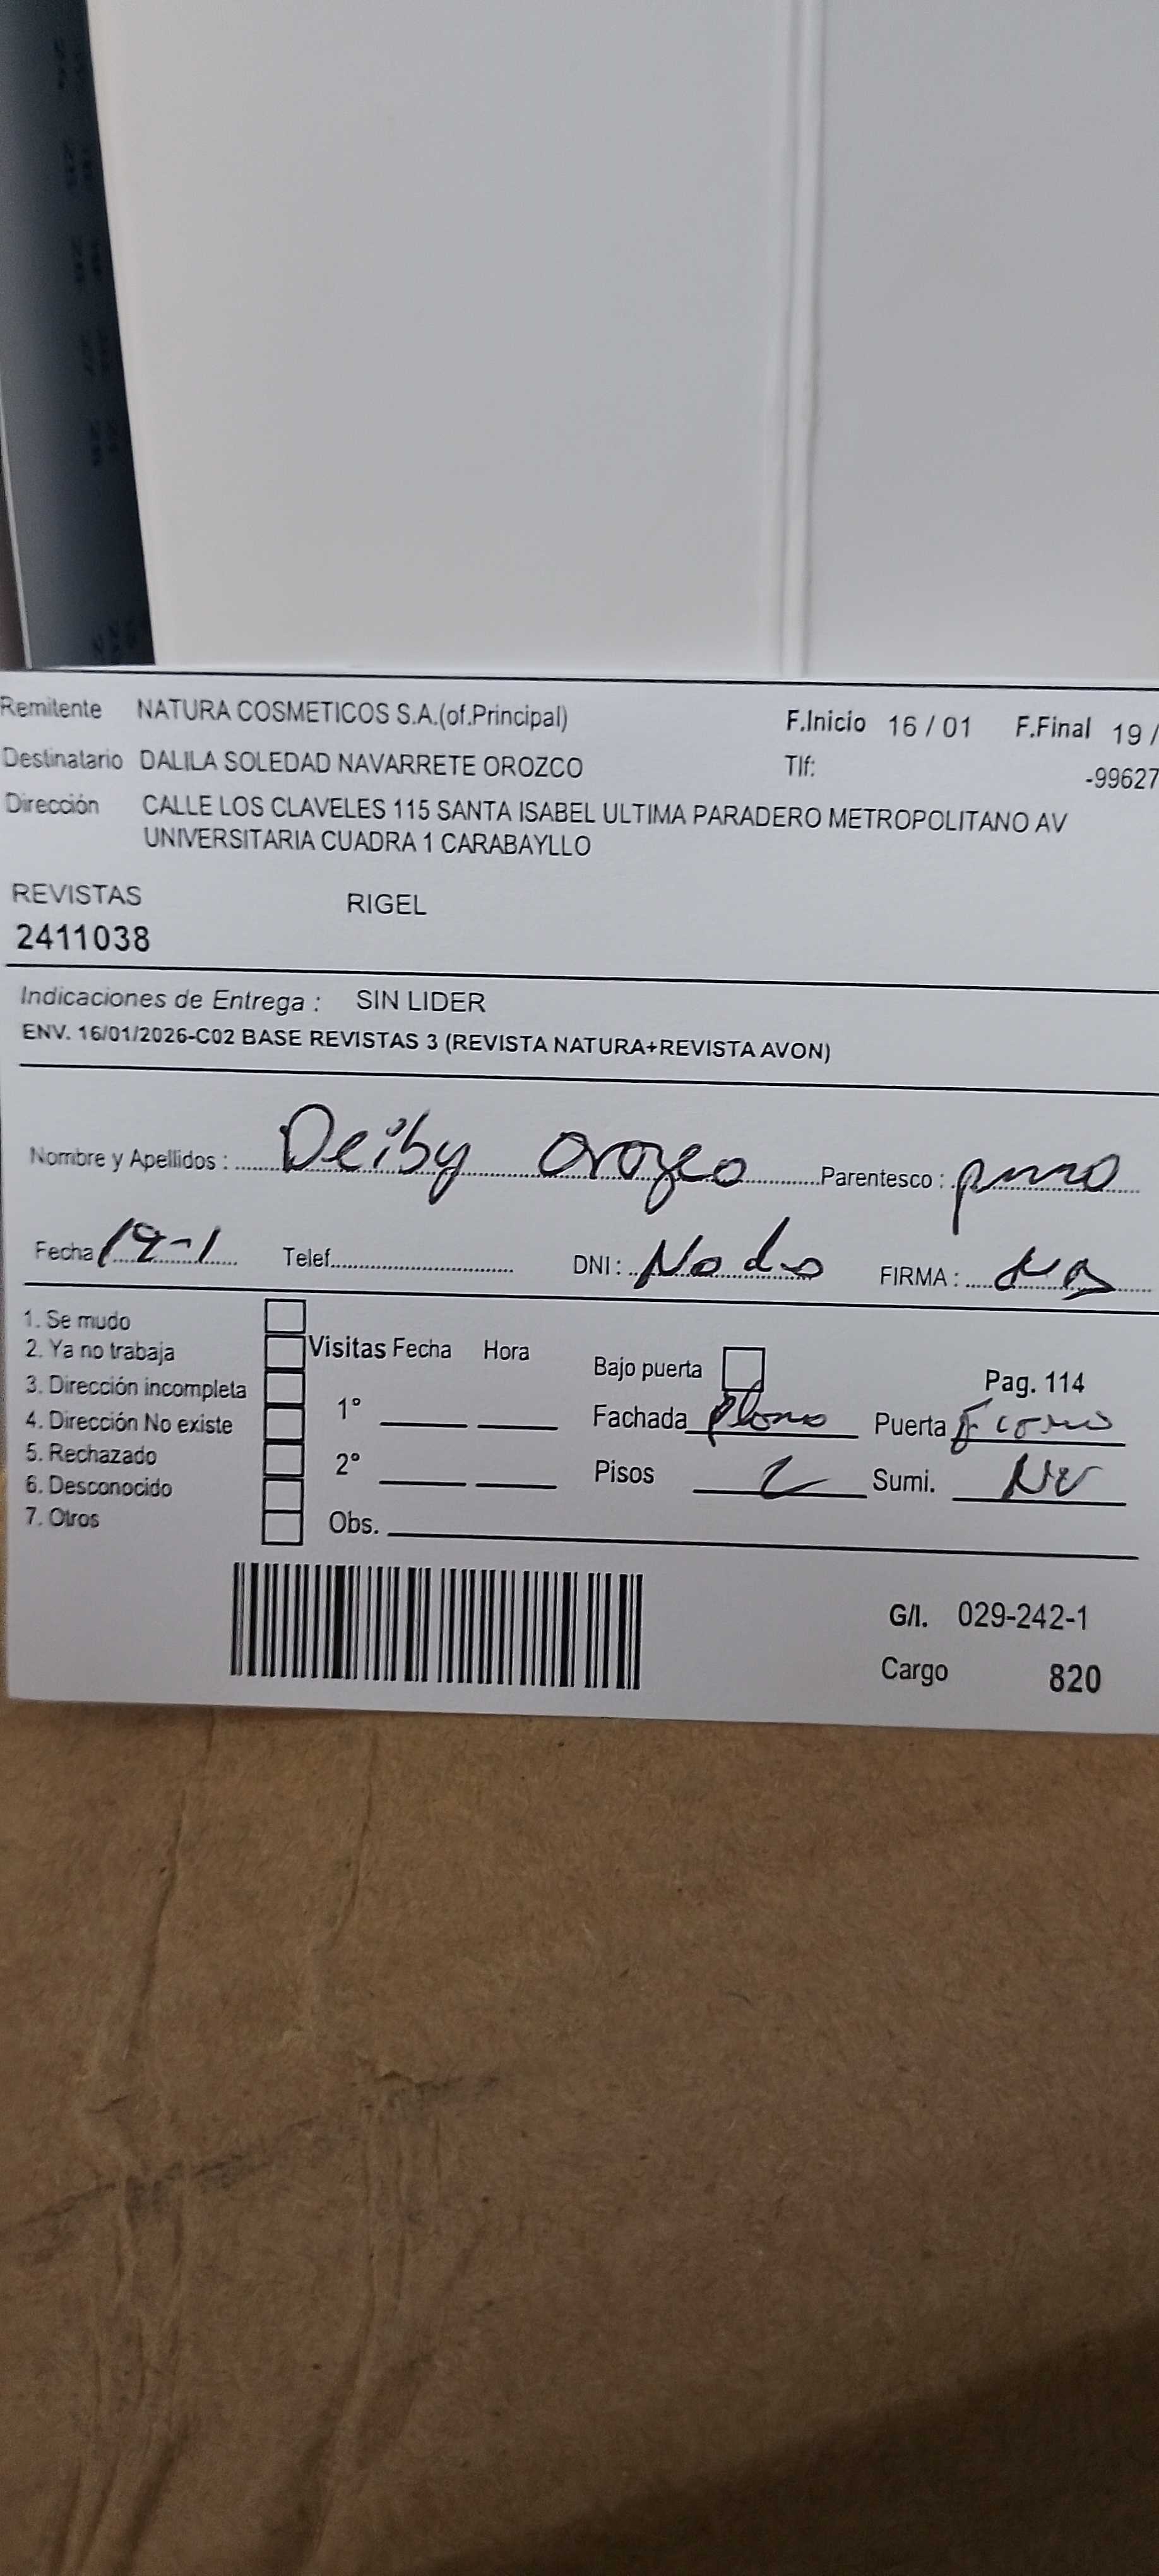 Remitente NATURA COSMETICOS S.A.(of.Principal) F.Inicio 16 / 01 F.Final 19 /
Destinatario DALILA SOLEDAD NAVARRETE OROZCO Tlf: -99627
Dirección CALLE LOS CLAVELES 115 SANTA ISABEL ULTIMA PARADERO METROPOLITANO AV
UNIVERSITARIA CUADRA 1 CARABAYLLO
REVISTAS RIGEL
2411038
Indicaciones de Entrega : SIN LIDER
ENV. 16/01/2026-C02 BASE REVISTAS 3 (REVISTA NATURA+REVISTA AVON)
Nombre y Apellidos : Deiby Orozco Parentesco : primo
Fecha 19-1 Telef. DNI : No dio FIRMA :
1. Se mudo
2. Ya no trabaja Visitas Fecha Hora Bajo puerta Pag. 114
3. Dirección incompleta 1° Fachada plomo Puerta
4. Dirección No existe
5. Rechazado 2° Pisos 2 Sumi.
6. Desconocido
7. Otros Obs.
G/I. 029-242-1
Cargo 820